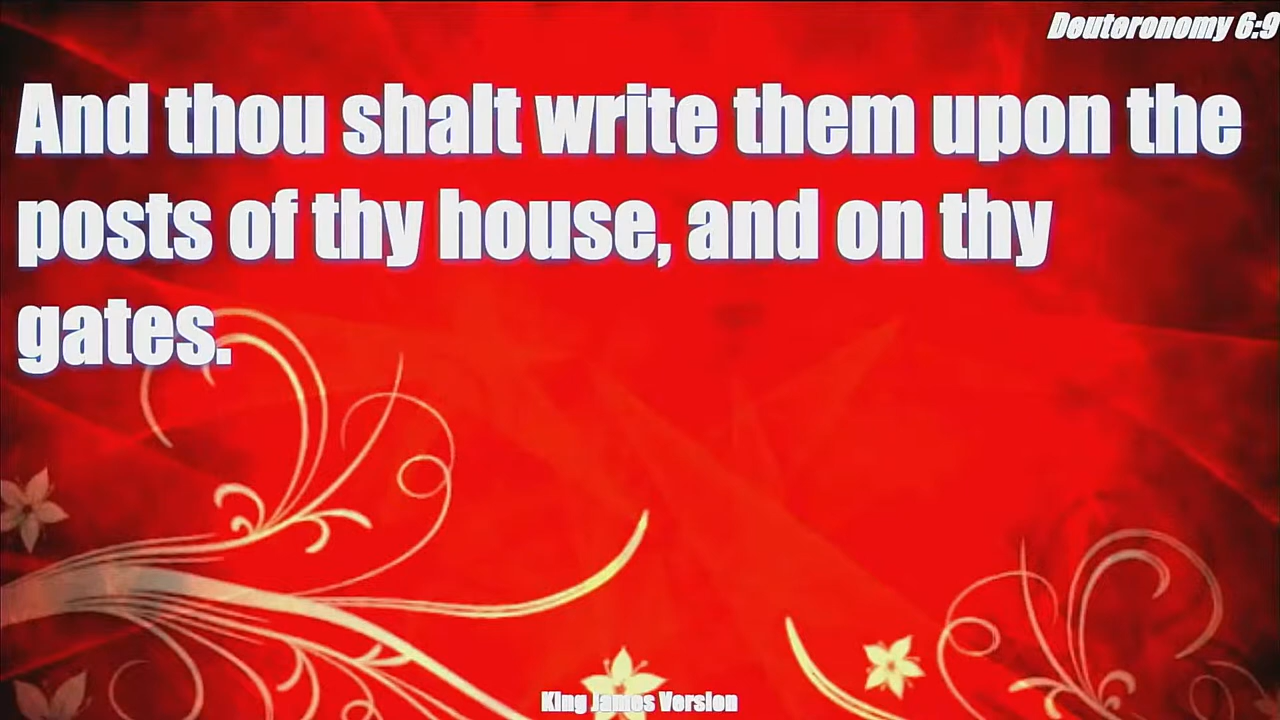 Deuteronomy 6:9
And thou shalt write them upon the
posts of thy house, and on thy
gates.
King James Version